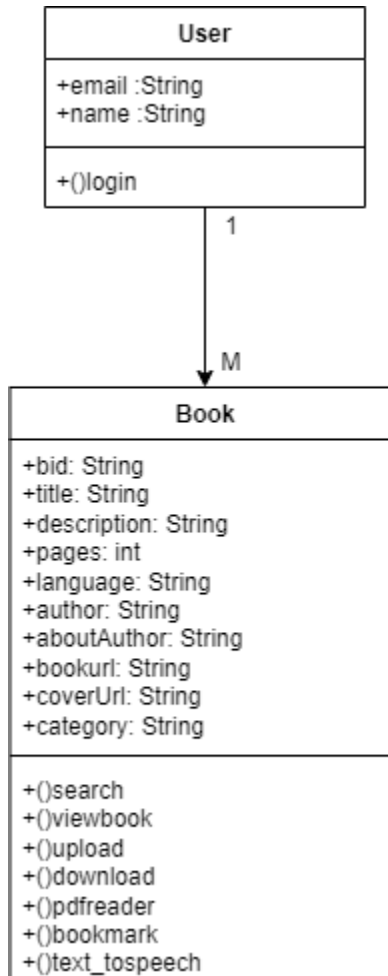 User
+email :String
+name :String
+()login
1
M
Book
+bid: String
+title: String
+description: String
+pages: int
+language: String
+author: String
+aboutAuthor: String
+bookurl: String
+coverUrl: String
+category: String
+()search
+()viewbook
+()upload
+()download
+()pdfreader
+()bookmark
+()text_tospeech